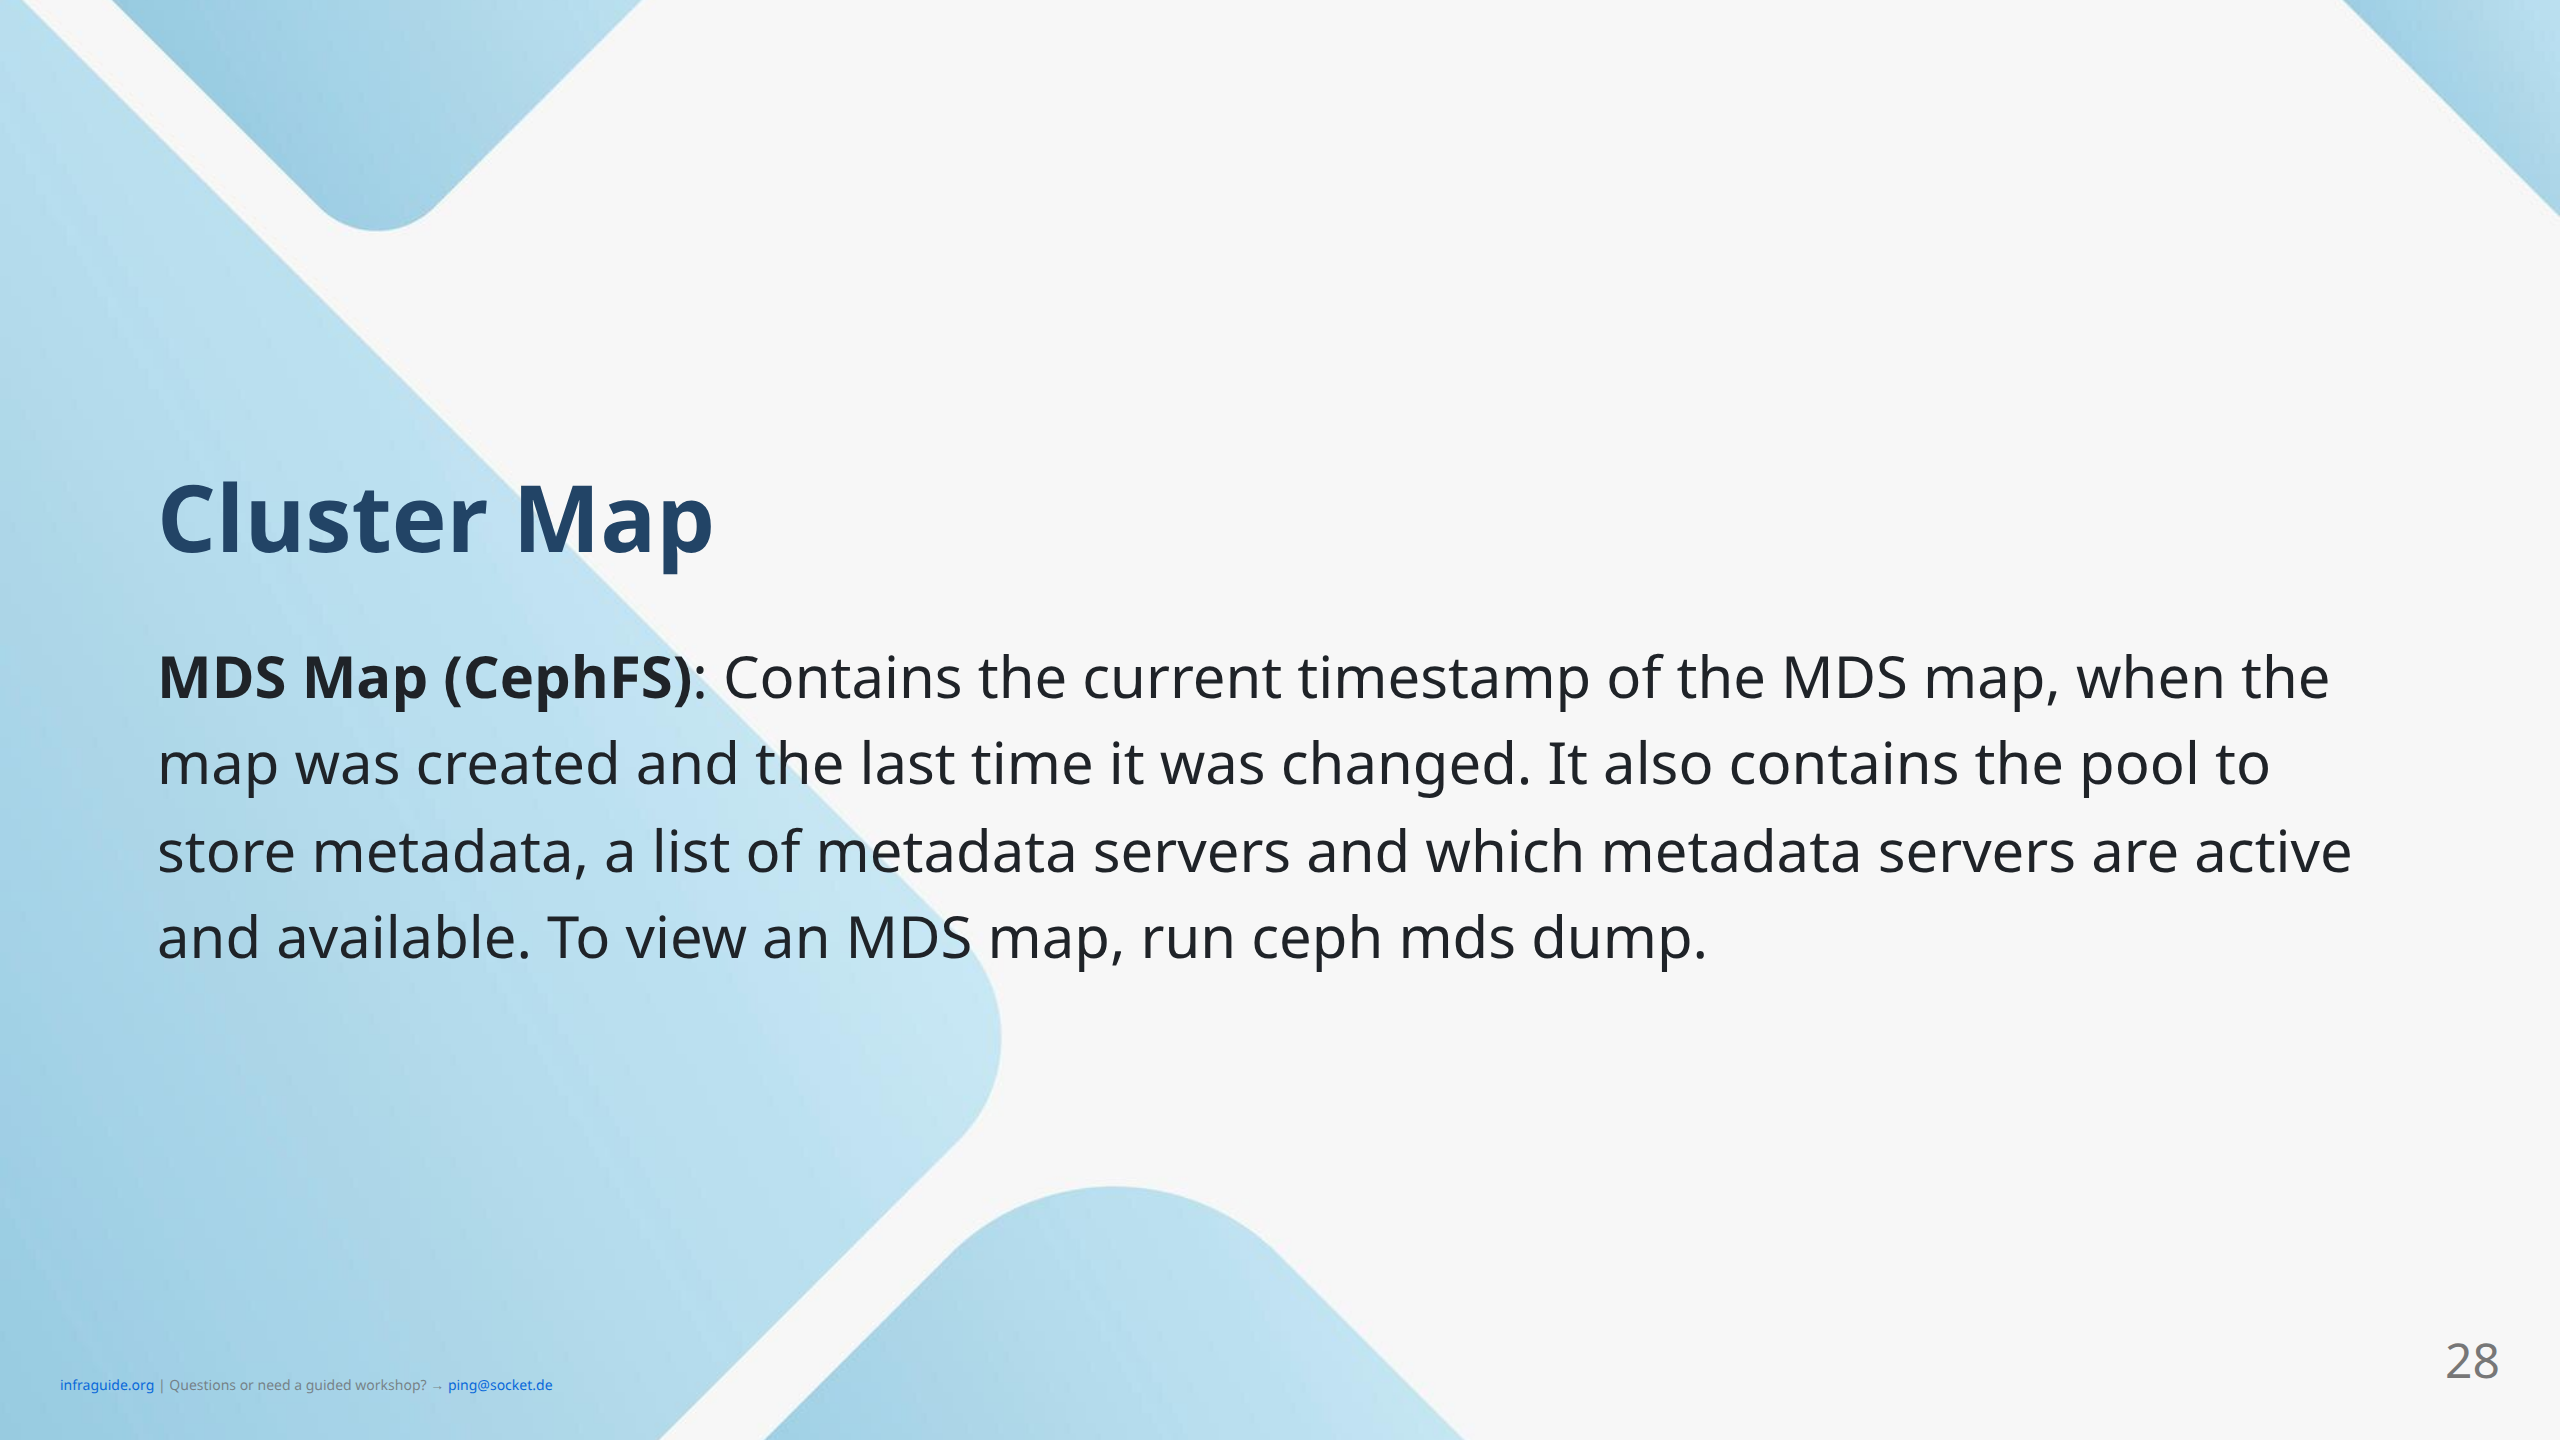 Cluster Map
MDS Map (CephFS): Contains the current timestamp of the MDS map, when the
map was created and the last time it was changed. It also contains the pool to
store metadata, a list of metadata servers and which metadata servers are active
and available. To view an MDS map, run ceph mds dump.
infraguide.org | Questions or need a guided workshop? → ping@socket.de
28